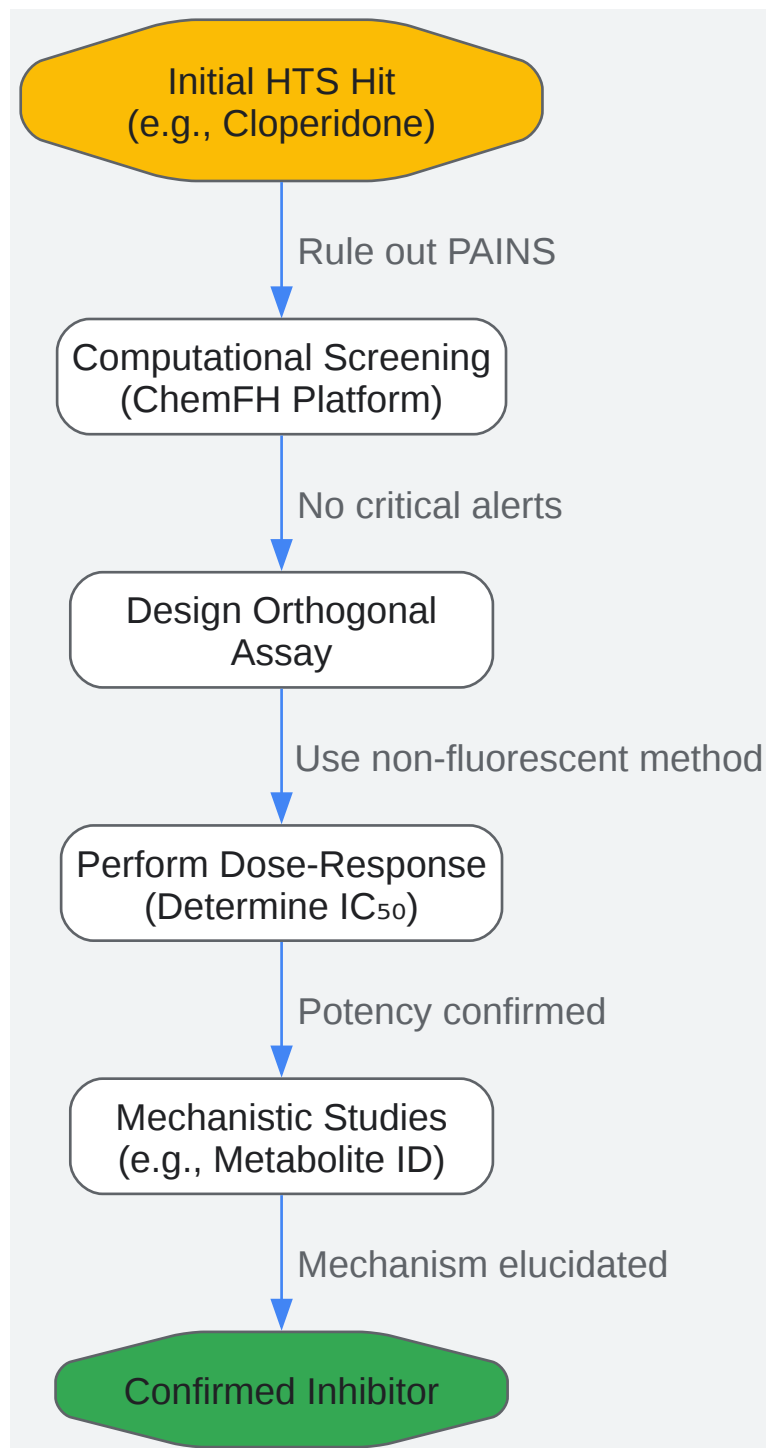 Initial HTS Hit
(e.g., Cloperidone)
Rule out PAINS
Computational Screening
(ChemFH Platform)
No critical alerts
Design Orthogonal
Assay
Use non-fluorescent method
Perform Dose-Response
(Determine IC₅₀)
Potency confirmed
Mechanistic Studies
(e.g., Metabolite ID)
Mechanism elucidated
Confirmed Inhibitor